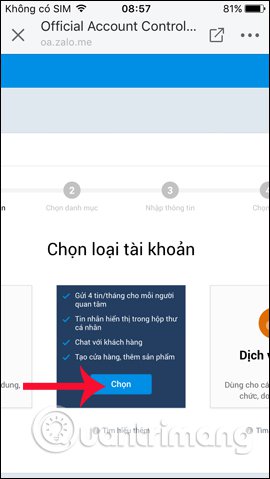 Không có SIM 08:57 81%
Official Account Control...
oa.zalo.me
2 3
Chọn danh mục Nhập thông tin Chọn
Chọn loại tài khoản
Gửi 4 tin/tháng cho mỗi người
quan tâm
Tin nhắn hiển thị trong hộp thư
cá nhân
Chat với khách hàng
Tạo cửa hàng, thêm sản phẩm
Chọn
Tìm hiểu thêm
dung,
Dịch v
Dùng cho cá
chức, do
Tìm
Quantrimang